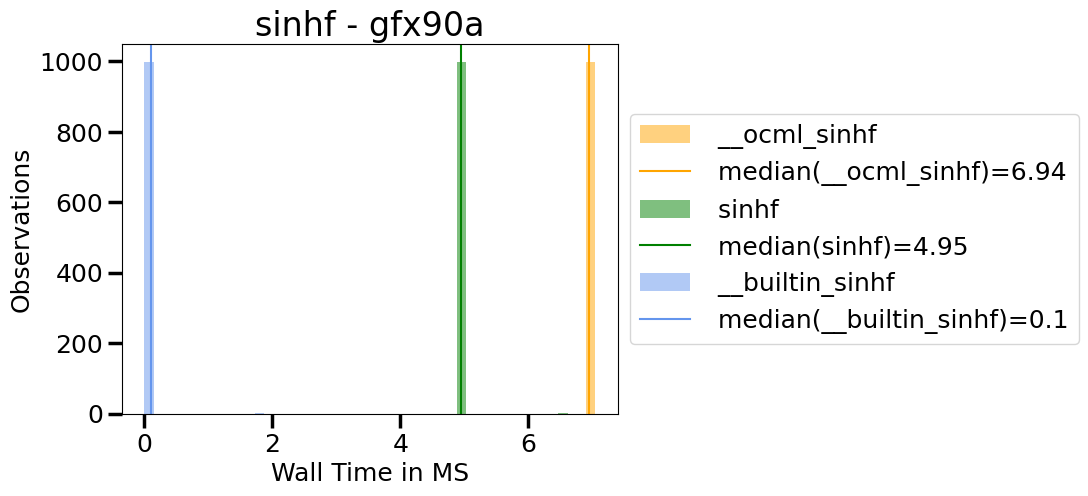 sinhf - gfx90a
Observations
1000
800
600
400
200
0
0 2 4 6
Wall Time in MS
__ocml_sinhf
median(__ocml_sinhf)=6.94
sinhf
median(sinhf)=4.95
__builtin_sinhf
median(__builtin_sinhf)=0.1